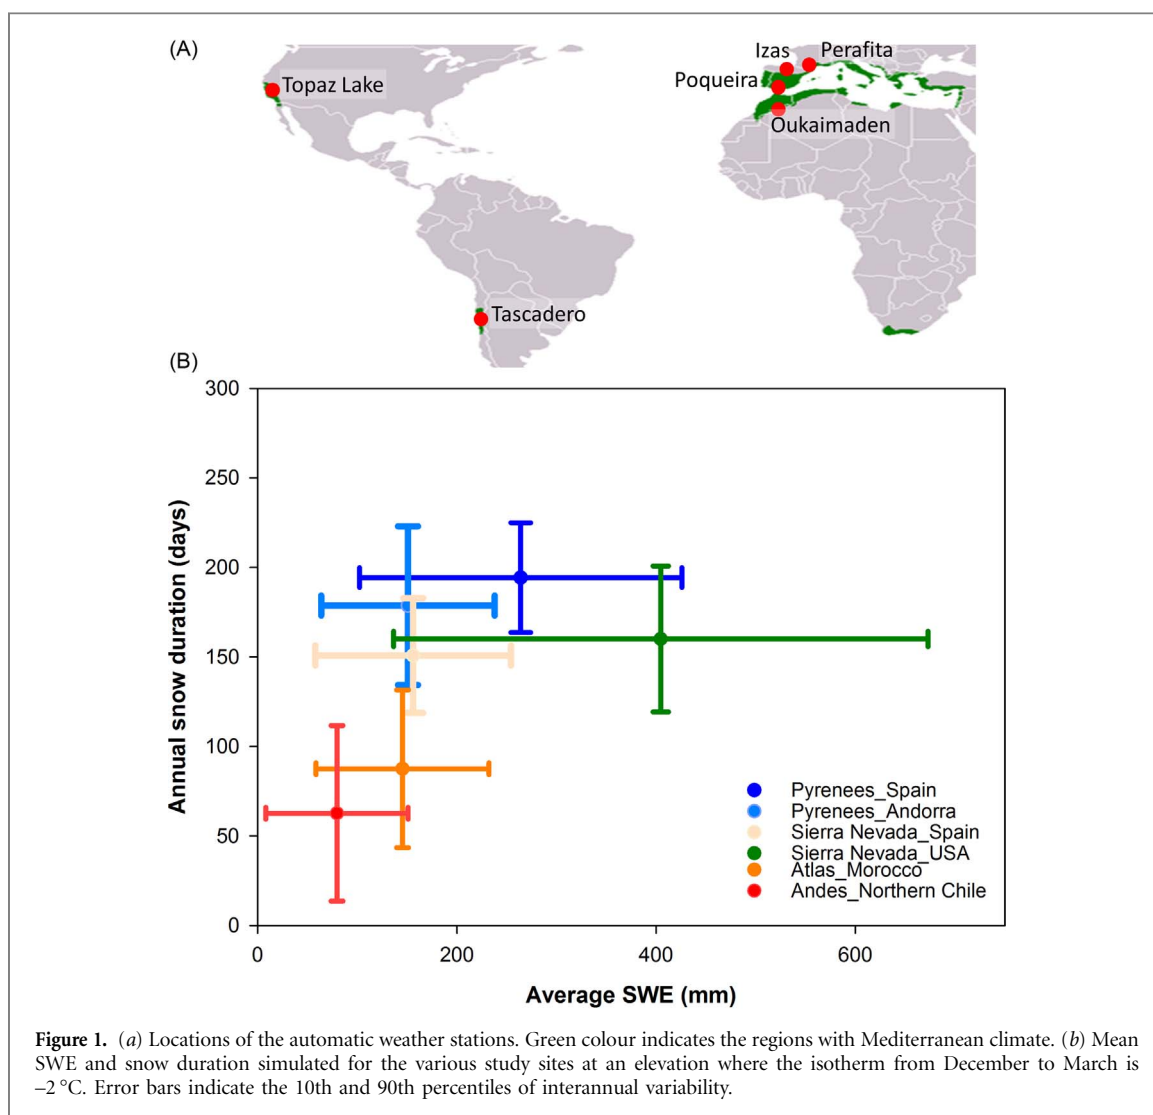 (A)
Izas
Perafita
Topaz Lake
Poqueira
Oukaimaden
Tascadero
(B)
300
250
200
150
100
50
0
Annual snow duration (days)
Pyrenees_Spain
Pyrenees_Andorra
Sierra Nevada_Spain
Sierra Nevada_USA
Atlas_Morocco
Andes_Northern Chile
0 200 400 600
Average SWE (mm)
Figure 1. (a) Locations of the automatic weather stations. Green colour indicates the regions with Mediterranean climate. (b) Mean
SWE and snow duration simulated for the various study sites at an elevation where the isotherm from December to March is
−2 °C. Error bars indicate the 10th and 90th percentiles of interannual variability.